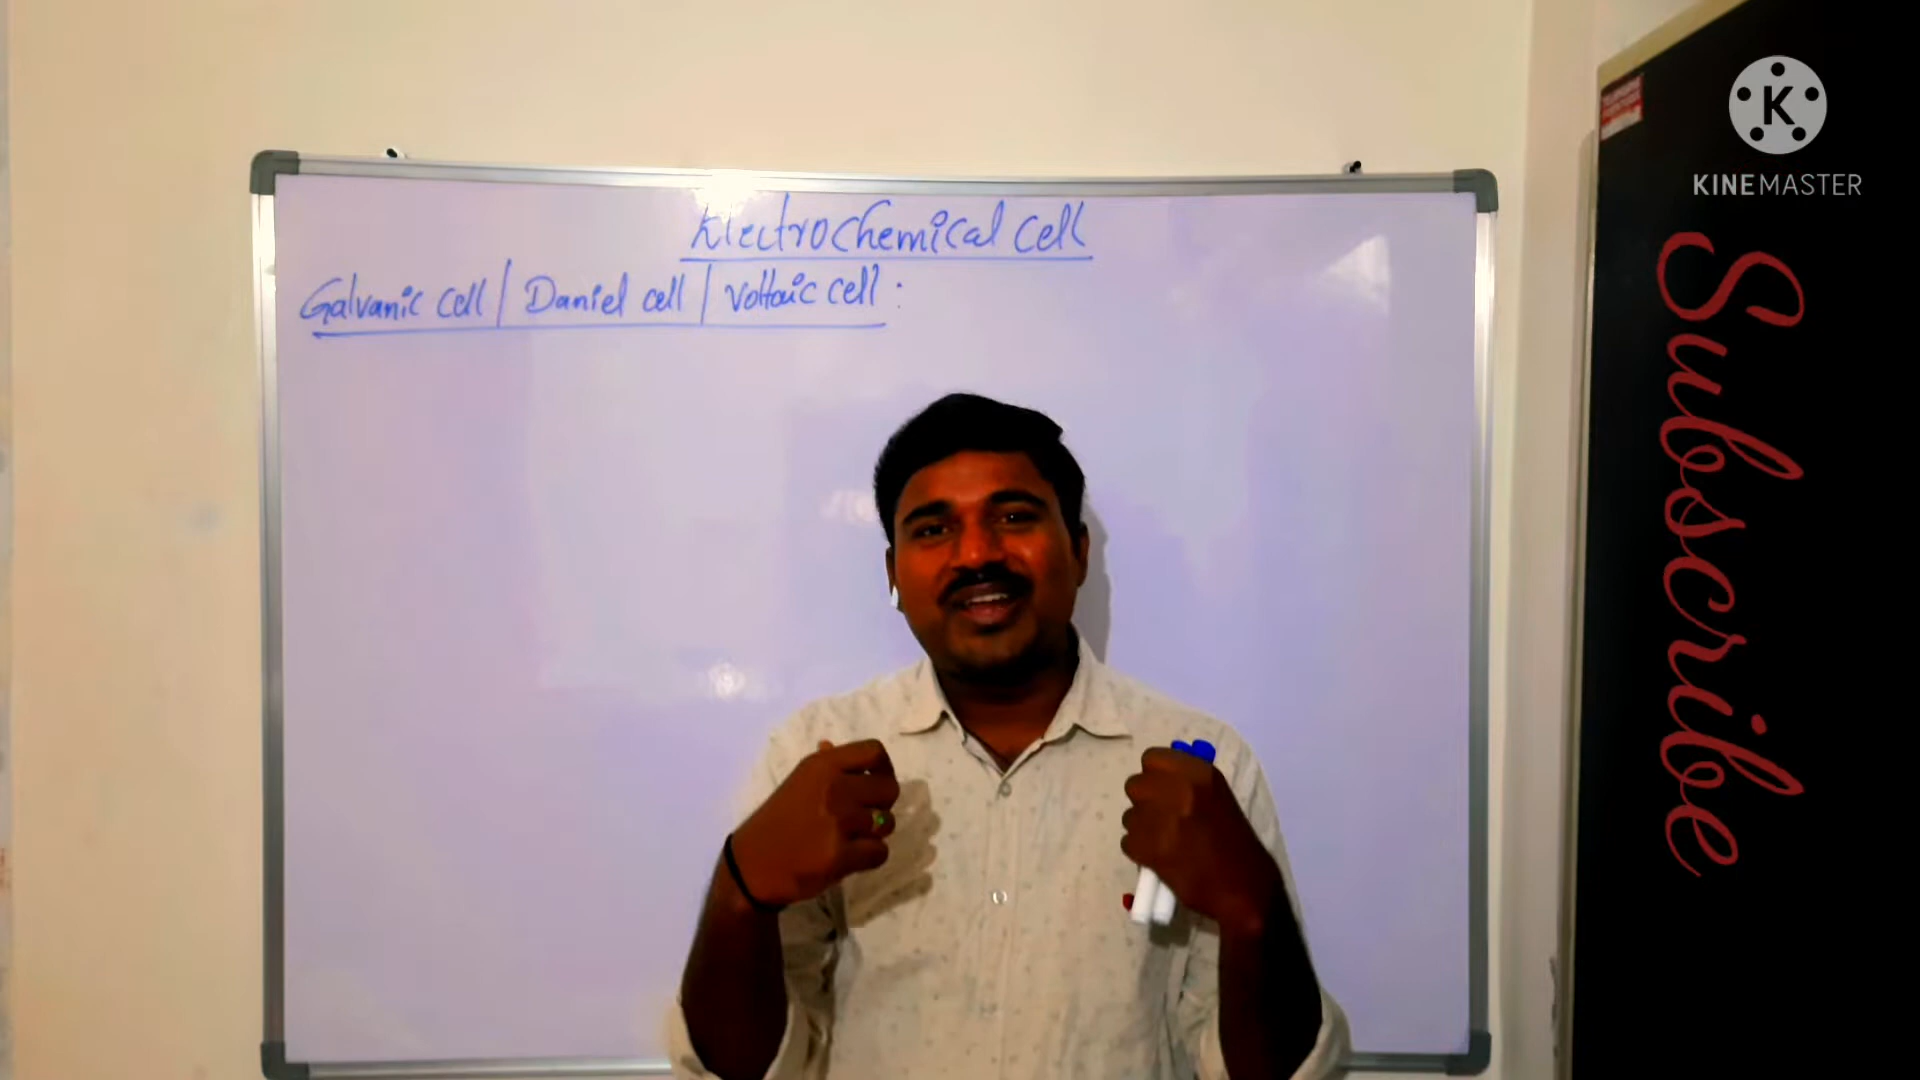 Electrochemical cell
Galvanic cell / Daniel cell / Voltaic cell :
K
KINEMASTER
Subscribe